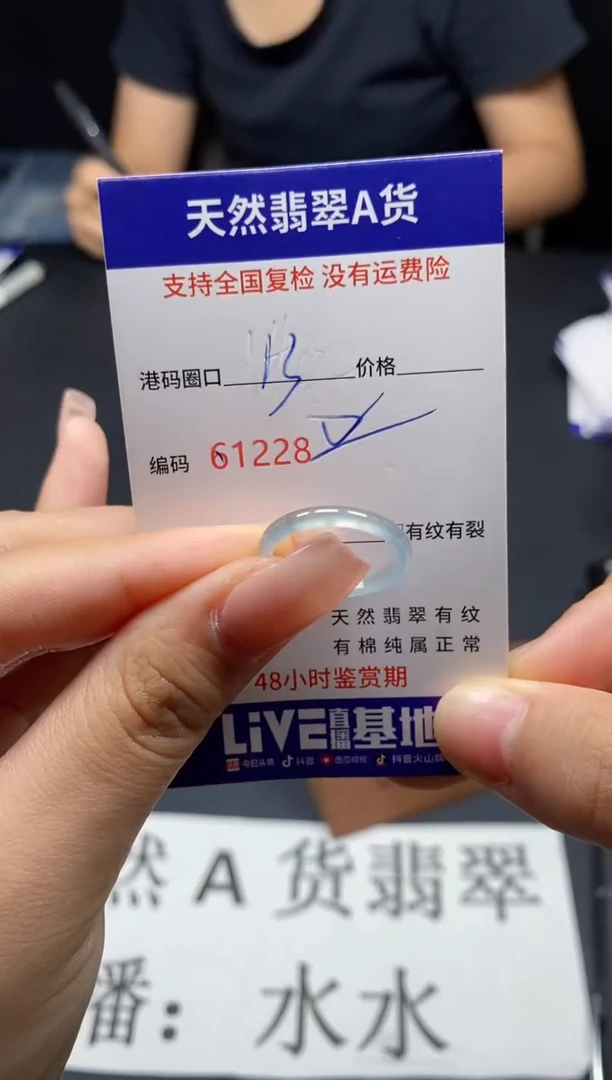 天然翡翠A货
支持全国复检 没有运费险
港码圈口 13 价格
编码 61228
有纹有裂
天然翡翠有纹
有棉纯属正常
48小时鉴赏期
LiVE直播基地
今日头条 抖音 西瓜视频 抖音火山
然A货翡翠
播：水水